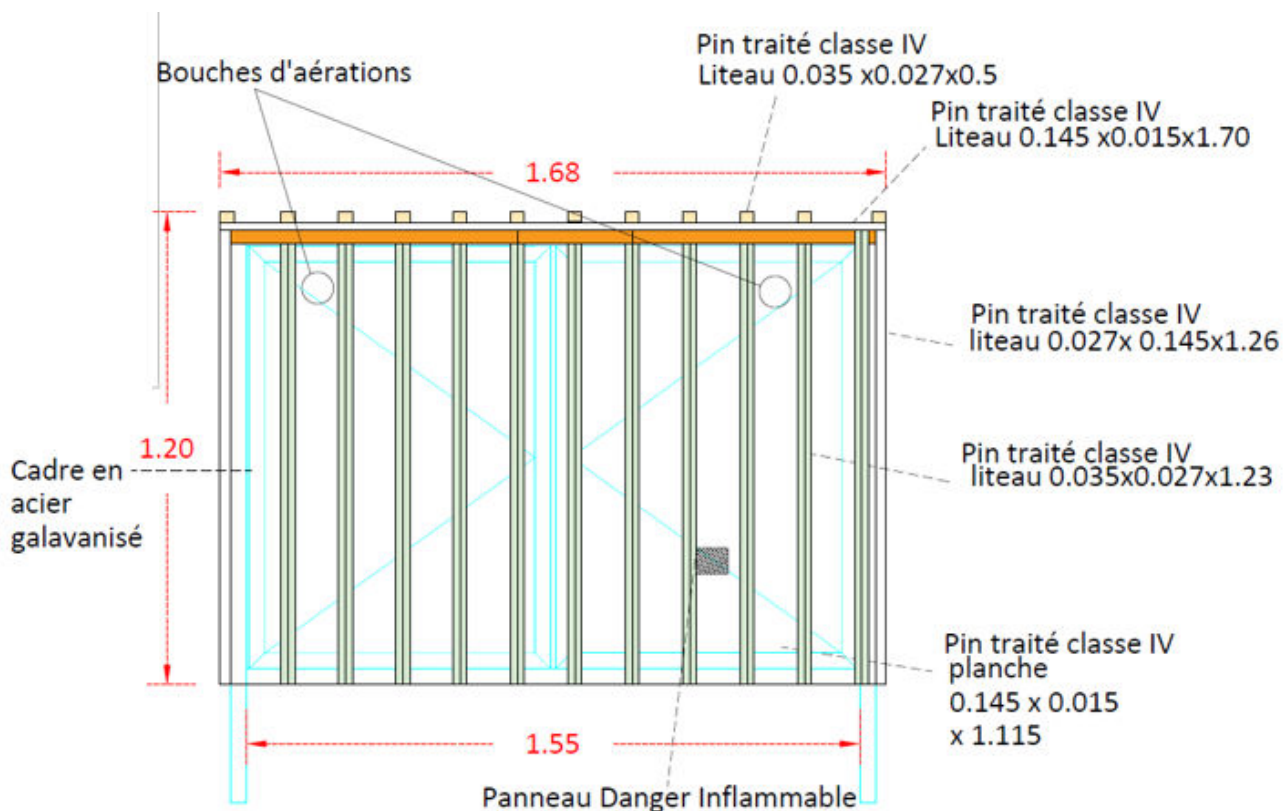 Pin traité classe IV
Liteau 0.035 x0.027x0.5
Bouches d'aérations
Pin traité classe IV
Liteau 0.145 x0.015x1.70
1.68
Pin traité classe IV
liteau 0.027x 0.145x1.26
1.20
Cadre en
acier
galavanisé
Pin traité classe IV
liteau 0.035x0.027x1.23
Pin traité classe IV
planche
0.145 x 0.015
x 1.115
1.55
Panneau Danger Inflammable